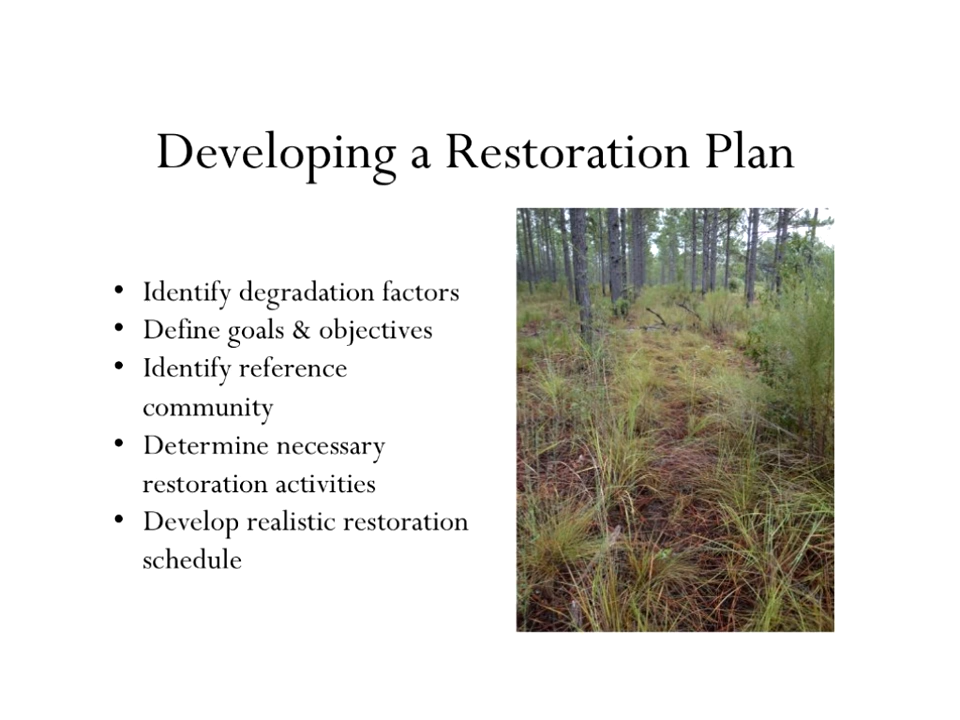 Developing a Restoration Plan
• Identify degradation factors
• Define goals & objectives
• Identify reference
community
• Determine necessary
restoration activities
• Develop realistic restoration
schedule